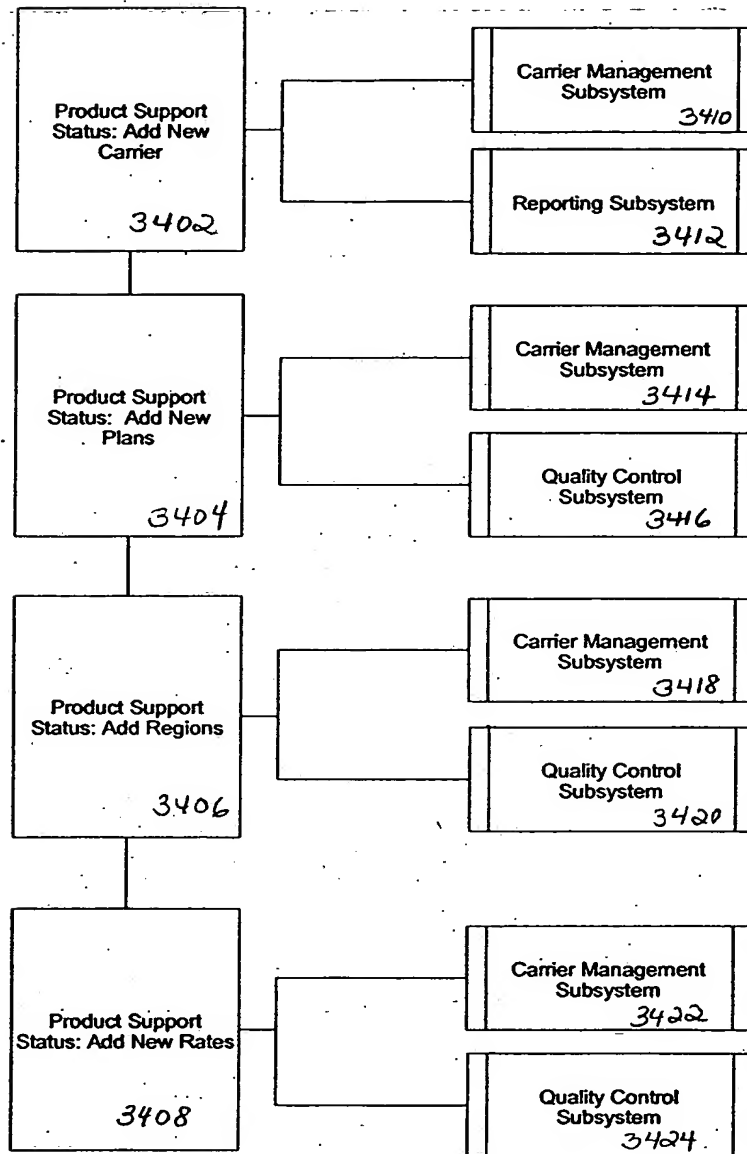 Product Support
Status: Add New
Carrier
3402
Carrier Management
Subsystem
3410
Reporting Subsystem
3412
Product Support
Status: Add New
Plans
3404
Carrier Management
Subsystem
3414
Quality Control
Subsystem
3416
Product Support
Status: Add Regions
3406
Carrier Management
Subsystem
3418
Quality Control
Subsystem
3420
Product Support
Status: Add New Rates
3408
Carrier Management
Subsystem
3422
Quality Control
Subsystem
3424